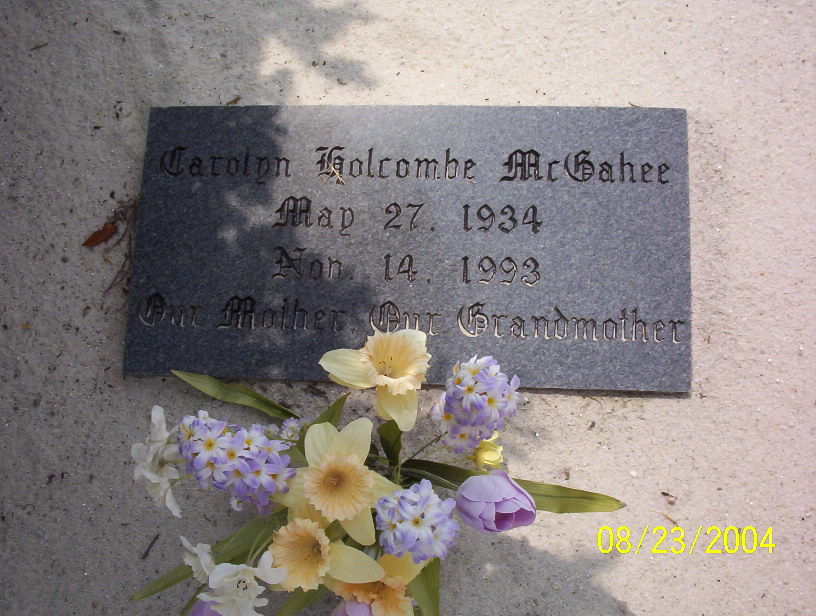 Carolyn Holcombe McGahee
May 27. 1934
Nov. 14. 1993
Our Mother, Our Grandmother
08/23/2004